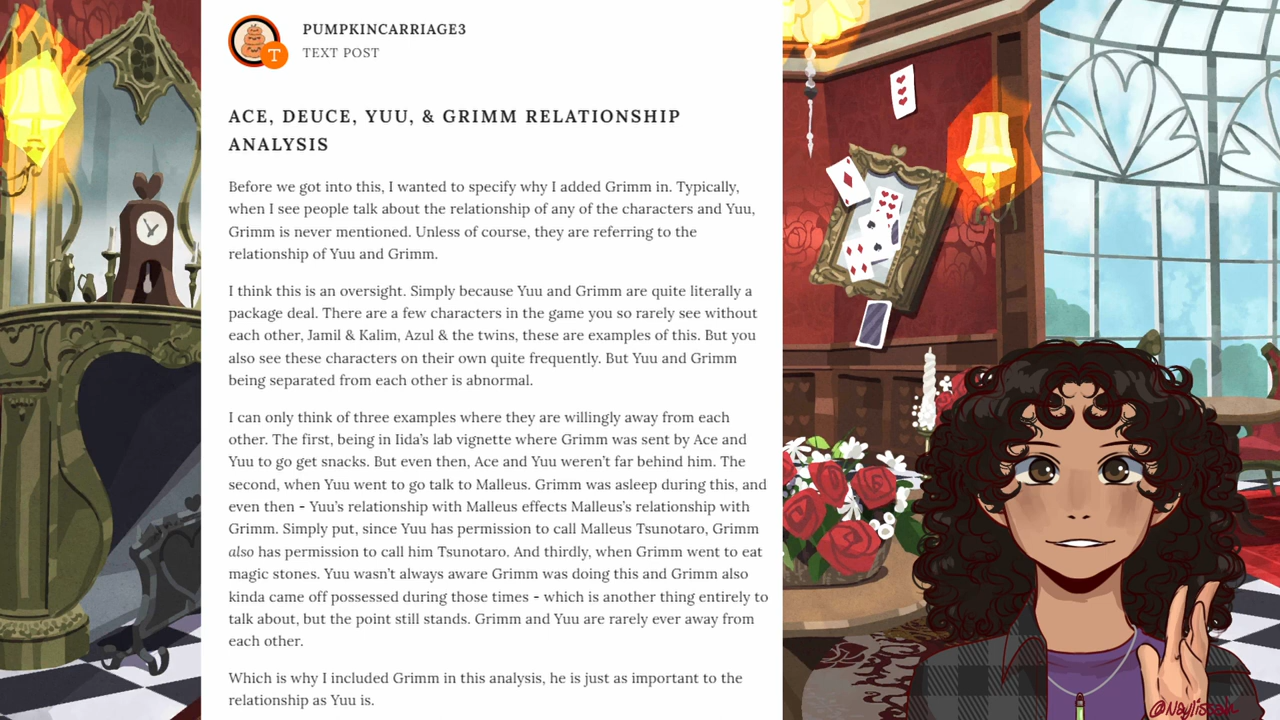 PUMPKINCARRIAGE3
T
TEXT POST
ACE, DEUCE, YUU, & GRIMM RELATIONSHIP
ANALYSIS
Before we got into this, I wanted to specify why I added Grimm in. Typically,
when I see people talk about the relationship of any of the characters and Yuu,
Grimm is never mentioned. Unless of course, they are referring to the
relationship of Yuu and Grimm.
I think this is an oversight. Simply because Yuu and Grimm are quite literally a
package deal. There are a few characters in the game you so rarely see without
each other, Jamil & Kalim, Azul & the twins, these are examples of this. But you
also see these characters on their own quite frequently. But Yuu and Grimm
being separated from each other is abnormal.
I can only think of three examples where they are willingly away from each
other. The first, being in Iida's lab vignette where Grimm was sent by Ace and
Yuu to go get snacks. But even then, Ace and Yuu weren't far behind him. The
second, when Yuu went to go talk to Malleus. Grimm was asleep during this, and
even then - Yuu's relationship with Malleus effects Malleus's relationship with
Grimm. Simply put, since Yuu has permission to call Malleus Tsunotaro, Grimm
also has permission to call him Tsunotaro. And thirdly, when Grimm went to eat
magic stones. Yuu wasn't always aware Grimm was doing this and Grimm also
kinda came off possessed during those times - which is another thing entirely to
talk about, but the point still stands. Grimm and Yuu are rarely ever away from
each other.
Which is why I included Grimm in this analysis, he is just as important to the
relationship as Yuu is.